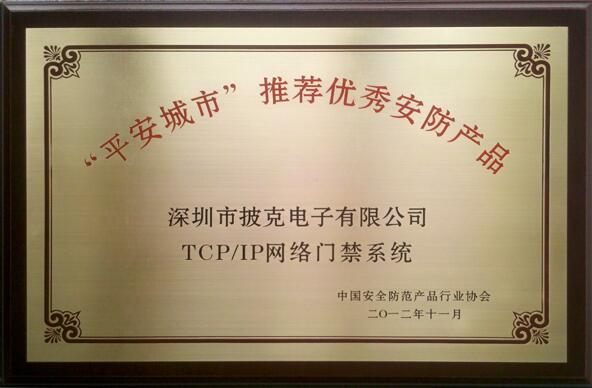 “平安城市”推荐优秀安防产品
深圳市披克电子有限公司
TCP/IP网络门禁系统
中国安全防范产品行业协会
二〇一二年十一月